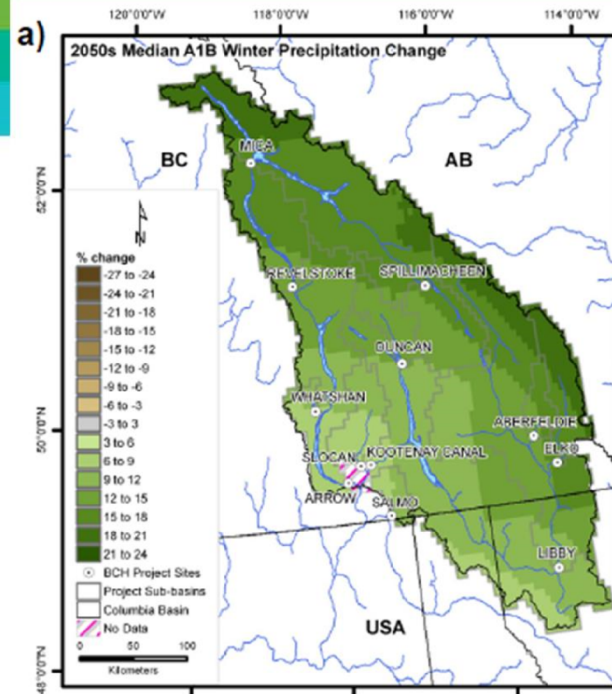 a)
120°0'0"W 118°0'0"W 116°0'0"W 114°0'0"W
2050s Median A1B Winter Precipitation Change
MICA
BC
AB
52°0'0"N
N
% change
-27 to -24
-24 to -21
-21 to -18
-18 to -15
-15 to -12
-12 to -9
-9 to -6
-6 to -3
-3 to 3
3 to 6
6 to 9
9 to 12
12 to 15
15 to 18
18 to 21
21 to 24
BCH Project Sites
Project Sub-basins
Columbia Basin
No Data
0 50 100
Kilometers
REVELSTOKE
SPILLIMACHEEN
DUNCAN
WHATSHAN
ABERFELDIE
50°0'0"N
ELKO
SLOCAN
KOOTENAY CANAL
ARROW
SALMO
LIBBY
USA
48°0'0"N